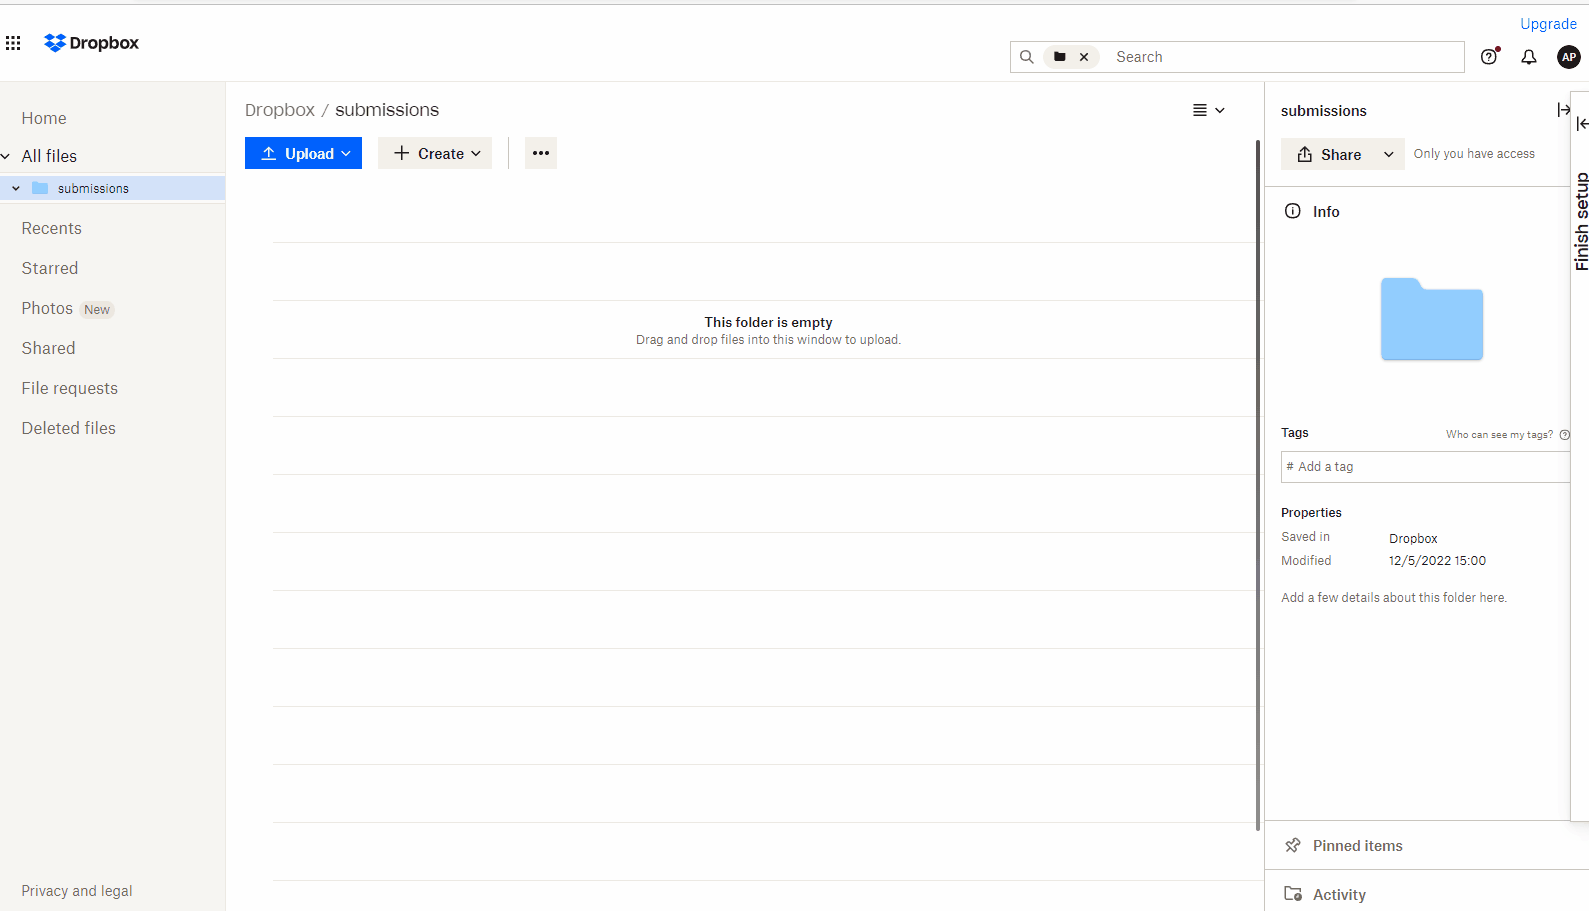 Upgrade
Dropbox
Search
AP
Home
All files
submissions
Recents
Starred
Photos New
Shared
File requests
Deleted files
Privacy and legal
Dropbox / submissions
Upload
Create
This folder is empty
Drag and drop files into this window to upload.
submissions
Share Only you have access
Info
Tags Who can see my tags?
# Add a tag
Properties
Saved in Dropbox
Modified 12/5/2022 15:00
Add a few details about this folder here.
Pinned items
Activity
Finish setup